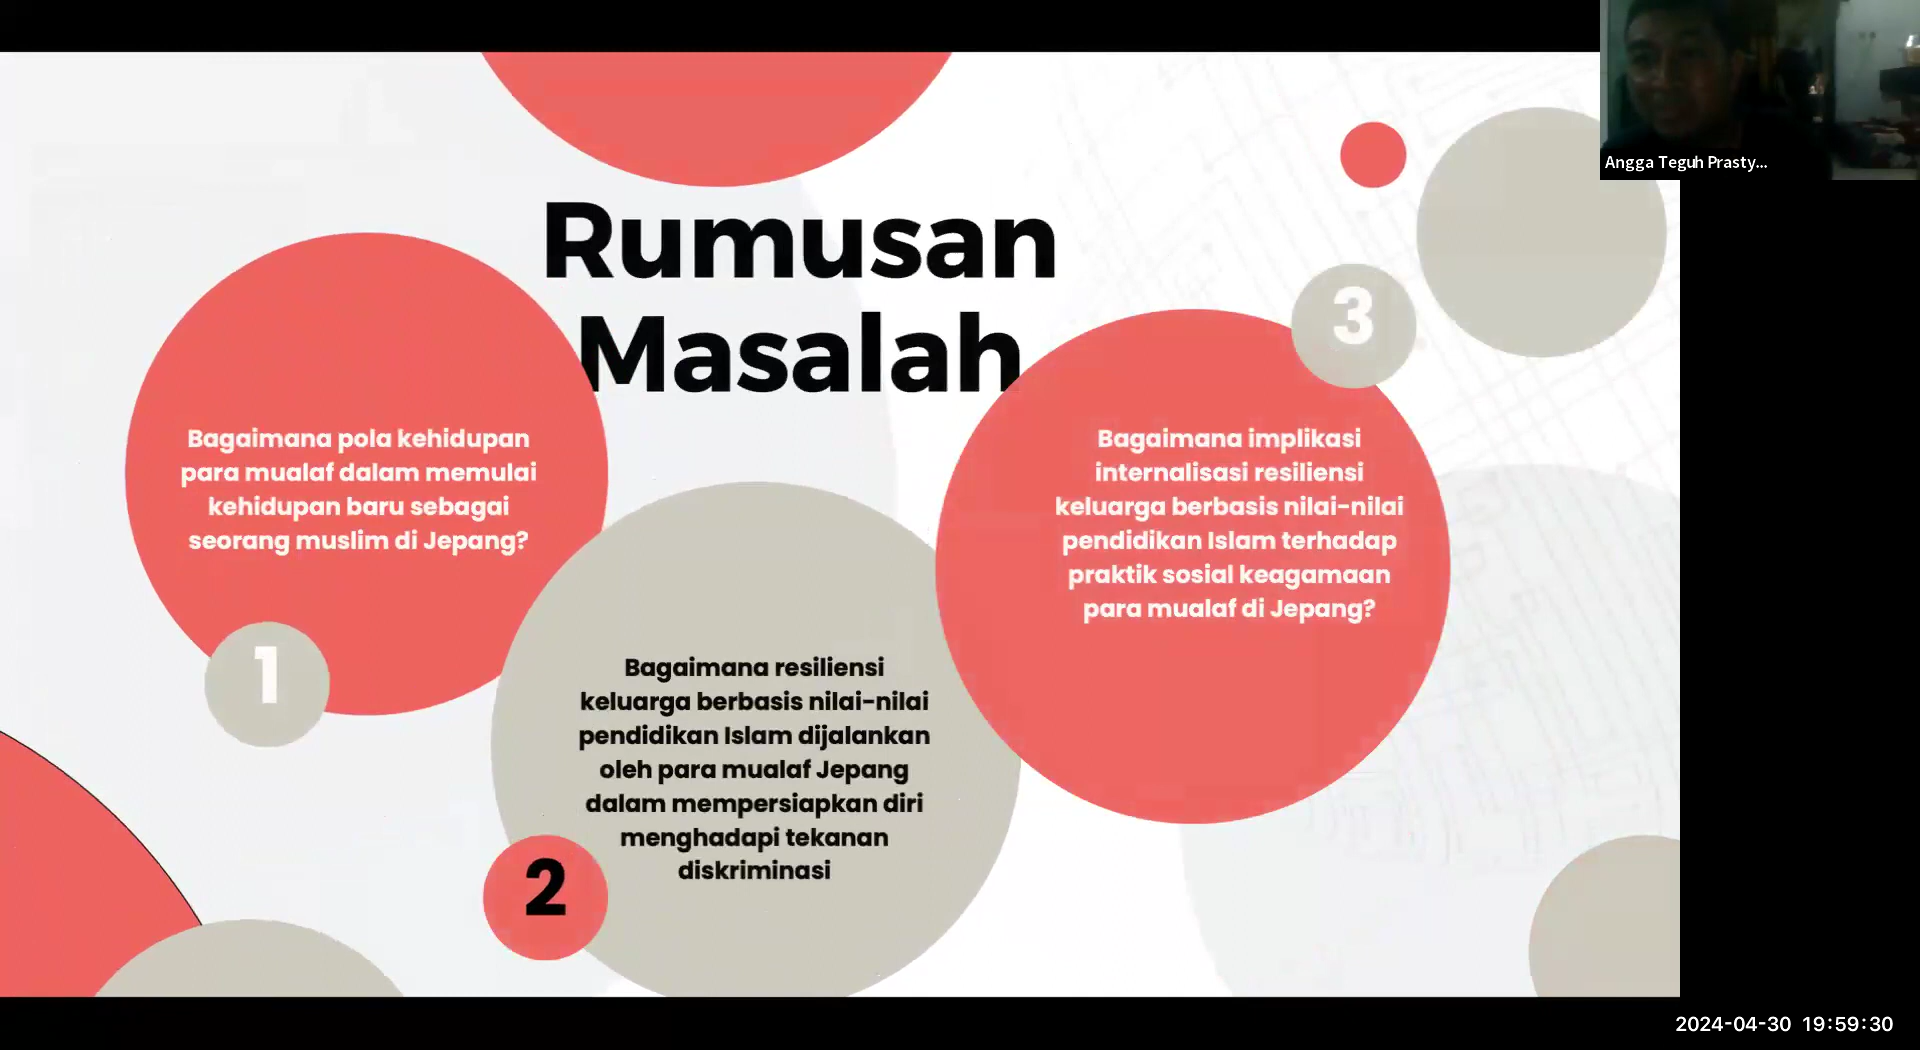 Rumusan
Masalah
Bagaimana pola kehidupan
para mualaf dalam memulai
kehidupan baru sebagai
seorang muslim di Jepang?
1
Bagaimana resiliensi
keluarga berbasis nilai-nilai
pendidikan Islam dijalankan
oleh para mualaf Jepang
dalam mempersiapkan diri
menghadapi tekanan
diskriminasi
2
3
Bagaimana implikasi
internalisasi resiliensi
keluarga berbasis nilai-nilai
pendidikan Islam terhadap
praktik sosial keagamaan
para mualaf di Jepang?
Angga Teguh Prasty...
2024-04-30 19:59:30